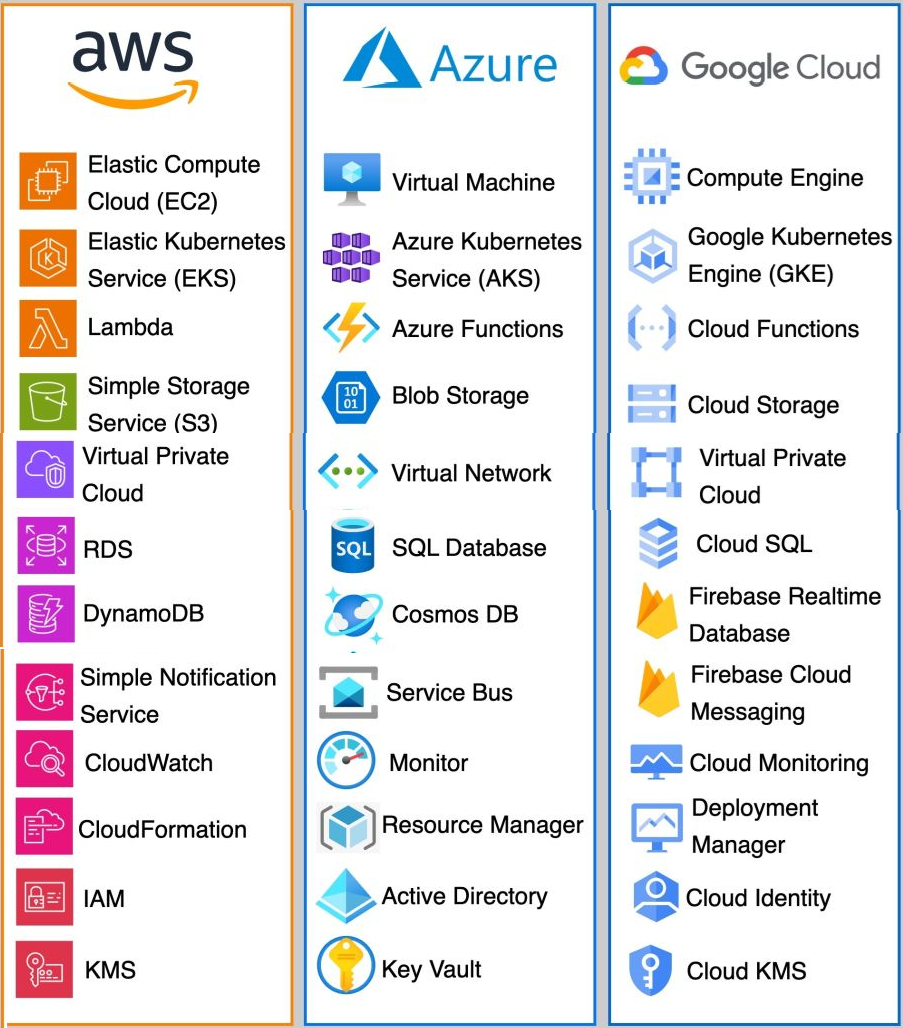 aws
Elastic Compute
Cloud (EC2)
Elastic Kubernetes
Service (EKS)
Lambda
Simple Storage
Service (S3)
Virtual Private
Cloud
RDS
DynamoDB
Simple Notification
Service
CloudWatch
CloudFormation
IAM
KMS
Azure
Virtual Machine
Azure Kubernetes
Service (AKS)
Azure Functions
10
01
Blob Storage
Virtual Network
SQL
SQL Database
Cosmos DB
Service Bus
Monitor
Resource Manager
Active Directory
Key Vault
Google Cloud
Compute Engine
Google Kubernetes
Engine (GKE)
Cloud Functions
Cloud Storage
Virtual Private
Cloud
Cloud SQL
Firebase Realtime
Database
Firebase Cloud
Messaging
Cloud Monitoring
Deployment
Manager
Cloud Identity
Cloud KMS